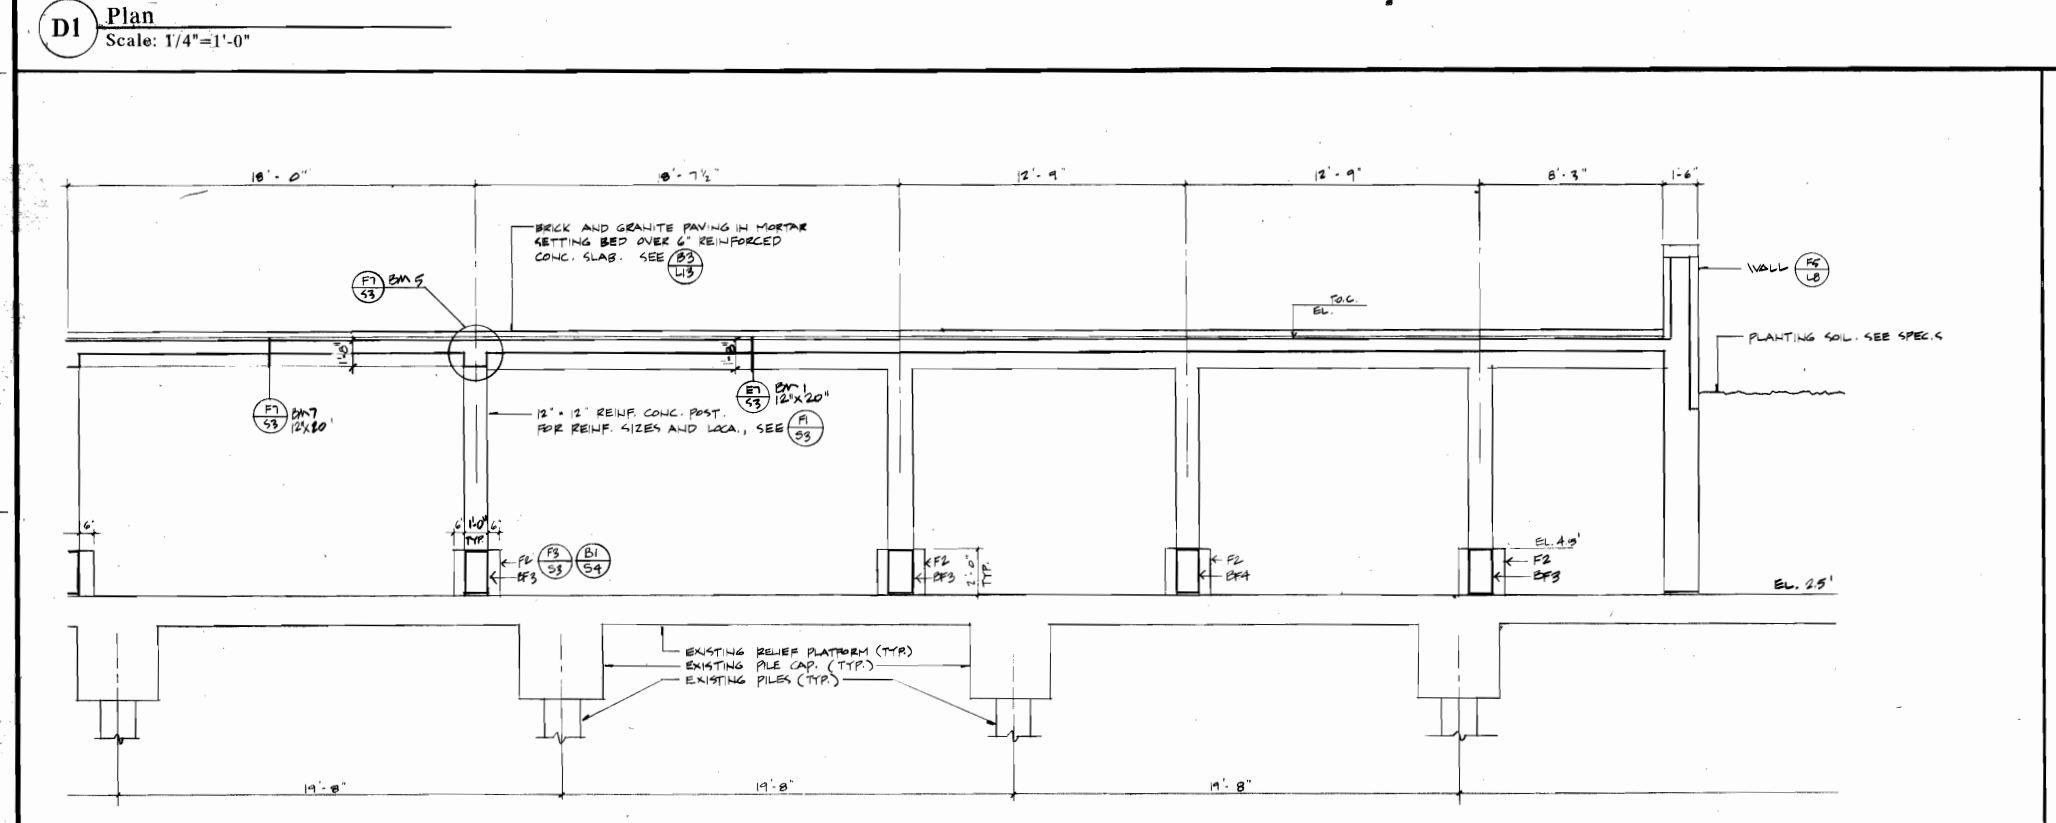 D1
Plan
Scale: 1/4"=1'-0"
18'-0"
18'-7½"
12'-9"
12'-9"
8'-3"
1'-6"
BRICK AND GRANITE PAVING IN MORTAR
SETTING BED OVER 6" REINFORCED
CONC. SLAB. SEE B3
L13
F7
S3
BM 5
WALL
F5
L8
T.O.C.
EL.
PLANTING SOIL. SEE SPEC.S
1'-8"
1'-8"
F7
S3
BM7
12"x20"
E7
S3
BM 1
12"x20"
12" x 12" REINF. CONC. POST.
FOR REINF. SIZES AND LOCA., SEE F1
S3
6"
6"
1'-0"
6"
TYP.
F2
F3
S3
B1
S4
BF3
F2
BF3
2'-0"
TYP.
F2
BF4
EL. 4.5'
F2
BF3
EL. 2.5'
EXISTING RELIEF PLATFORM (TYP.)
EXISTING PILE CAP. (TYP.)
EXISTING PILES (TYP.)
19'-8"
19'-8"
19'-8"